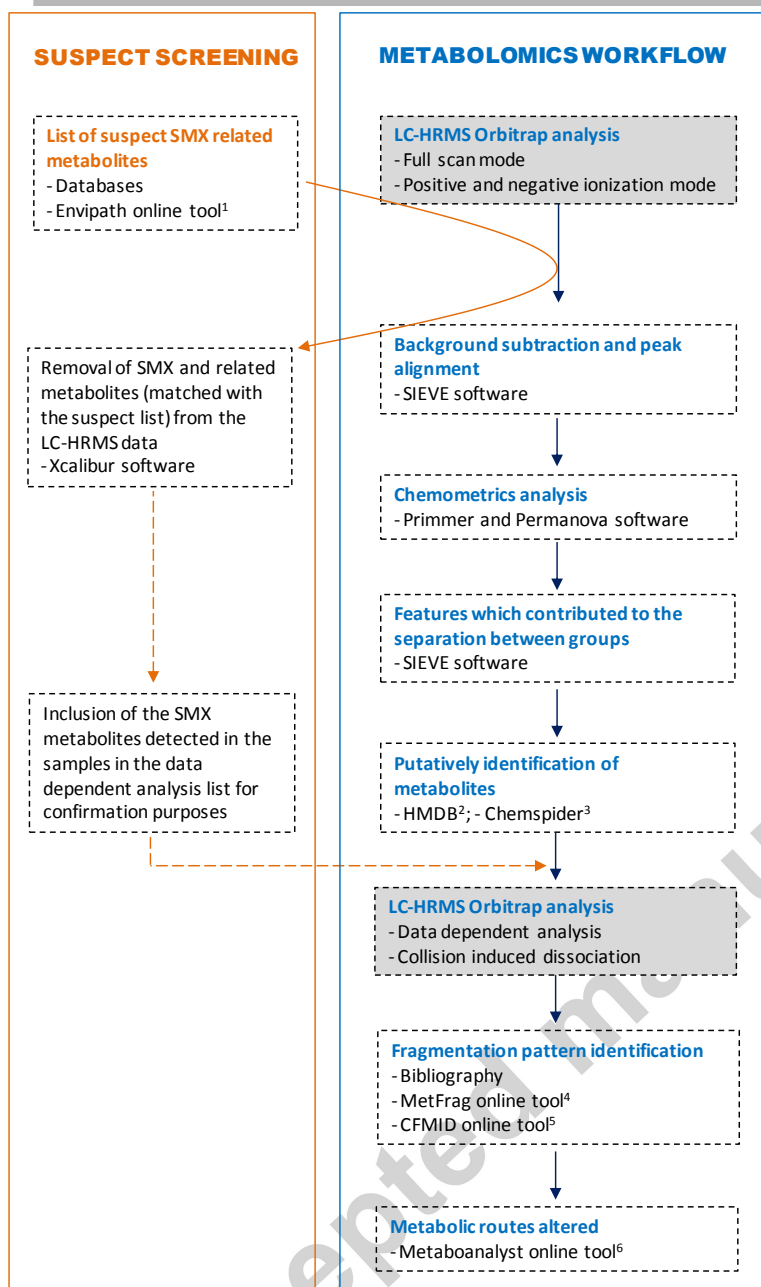 SUSPECT SCREENING
List of suspect SMX related
metabolites
- Databases
- Envipath online tool¹
Removal of SMX and related
metabolites (matched with
the suspect list) from the
LC-HRMS data
- Xcalibur software
Inclusion of the SMX
metabolites detected in the
samples in the data
dependent analysis list for
confirmation purposes
METABOLOMICS WORKFLOW
LC-HRMS Orbitrap analysis
- Full scan mode
- Positive and negative ionization mode
Background subtraction and peak
alignment
- SIEVE software
Chemometrics analysis
- Primmer and Permanova software
Features which contributed to the
separation between groups
- SIEVE software
Putatively identification of
metabolites
- HMDB²; - Chemspider³
LC-HRMS Orbitrap analysis
- Data dependent analysis
- Collision induced dissociation
Fragmentation pattern identification
- Bibliography
- MetFrag online tool⁴
- CFMID online tool⁵
Metabolic routes altered
- Metaboanalyst online tool⁶